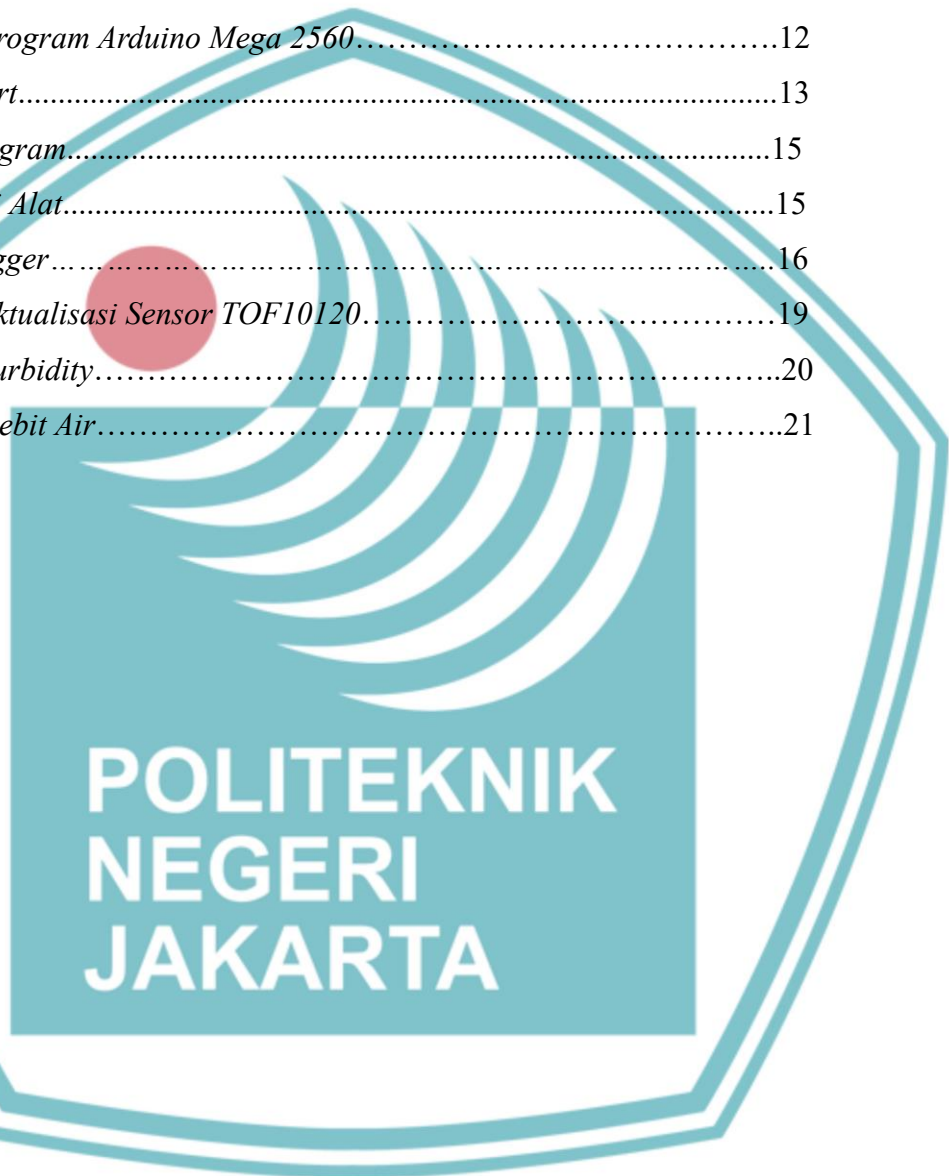 rogram Arduino Mega 2560……………………………………….12
rt...............................................................................................13
gram........................................................................................15
Alat.........................................................................................15
gger……………………………………………………………...16
ktualisasi Sensor TOF10120……………………………………19
urbidity………………………………………………………...20
ebit Air………………………………………………………...21
POLITEKNIK
NEGERI
JAKARTA